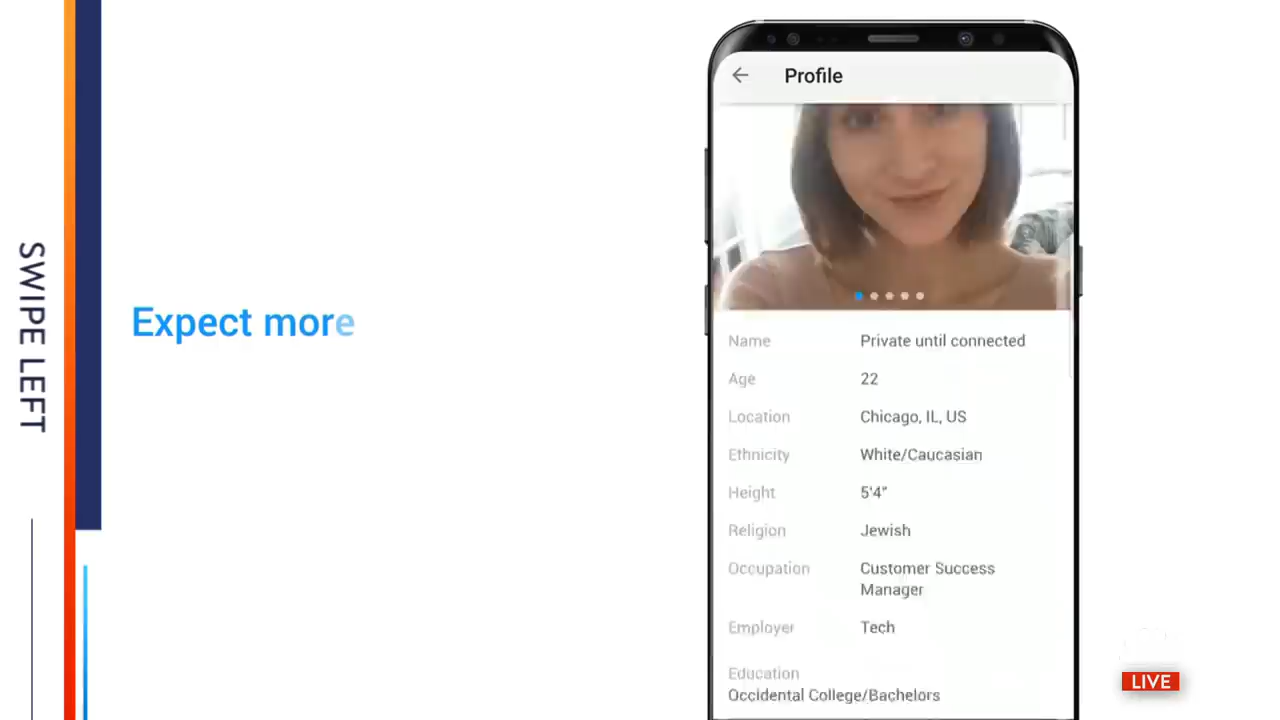 SWIPE LEFT
Expect more
Profile
Name Private until connected
Age 22
Location Chicago, IL, US
Ethnicity White/Caucasian
Height 5'4"
Religion Jewish
Occupation Customer Success
Manager
Employer Tech
Education
Occidental College/Bachelors
LIVE